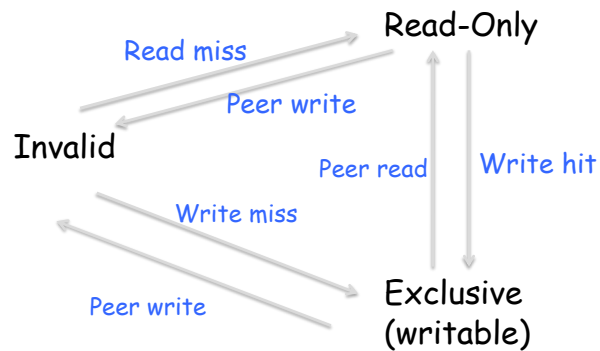 Read-Only
Read miss
Peer write
Invalid
Peer read
Write hit
Write miss
Peer write
Exclusive
(writable)